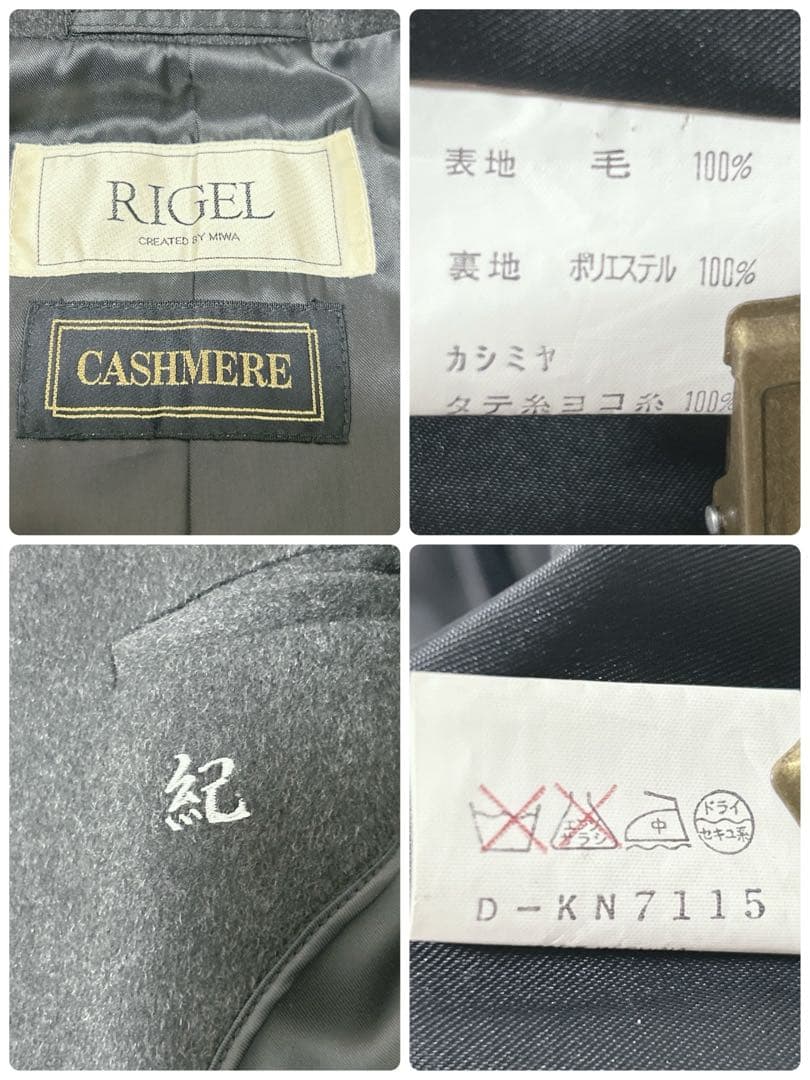 RIGEL
CREATED BY MIWA
CASHMERE
表地 毛 100%
裏地 ポリエステル 100%
カシミヤ
タテ糸ヨコ糸 100%
紀
中 ドライ
エンソ サラシ セキユ系
D-KN7115